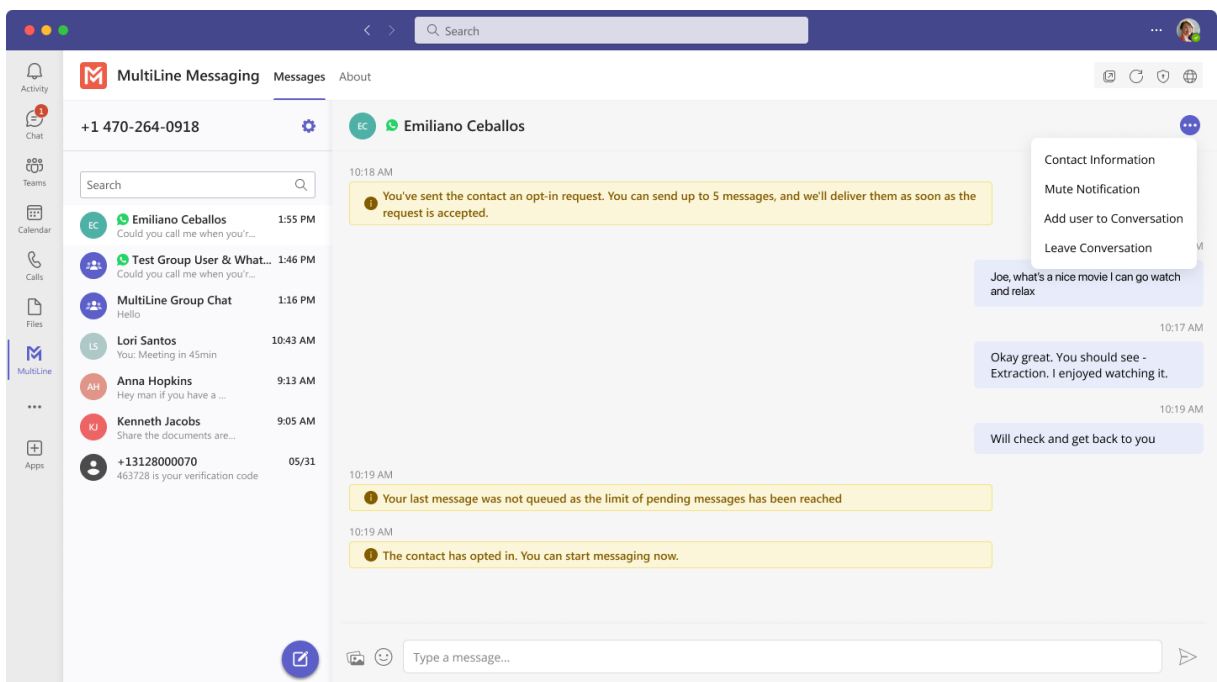 Search
MultiLine Messaging
Messages
About
Activity
1
Chat
Teams
Calendar
Calls
Files
MultiLine
Apps
+1 470-264-0918
Search
EC
Emiliano Ceballos
1:55 PM
Could you call me when you'r...
Test Group User & What...
1:46 PM
Could you call me when you'r...
MultiLine Group Chat
1:16 PM
Hello
LS
Lori Santos
10:43 AM
You: Meeting in 45min
AH
Anna Hopkins
9:13 AM
Hey man if you have a ...
KJ
Kenneth Jacobs
9:05 AM
Share the documents are...
+13128000070
05/31
463728 is your verification code
EC
Emiliano Ceballos
Contact Information
Mute Notification
Add user to Conversation
Leave Conversation
10:18 AM
You've sent the contact an opt-in request. You can send up to 5 messages, and we'll deliver them as soon as the
request is accepted.
Joe, what's a nice movie I can go watch
and relax
10:17 AM
Okay great. You should see -
Extraction. I enjoyed watching it.
10:19 AM
Will check and get back to you
10:19 AM
Your last message was not queued as the limit of pending messages has been reached
10:19 AM
The contact has opted in. You can start messaging now.
Type a message...